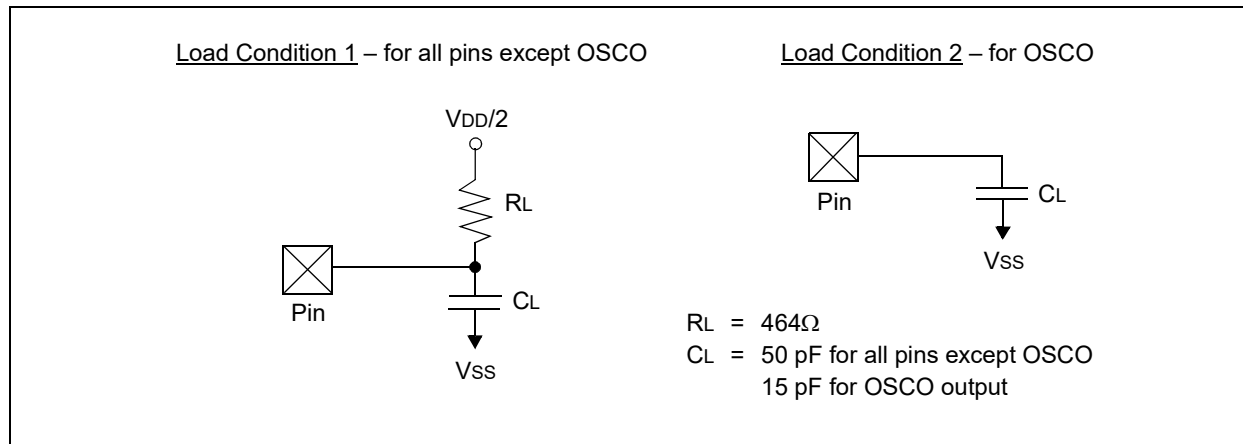 Load Condition 1 – for all pins except OSCO
VDD/2
RL
Pin
CL
VSS
Load Condition 2 – for OSCO
Pin
CL
VSS
RL = 464Ω
CL = 50 pF for all pins except OSCO
15 pF for OSCO output